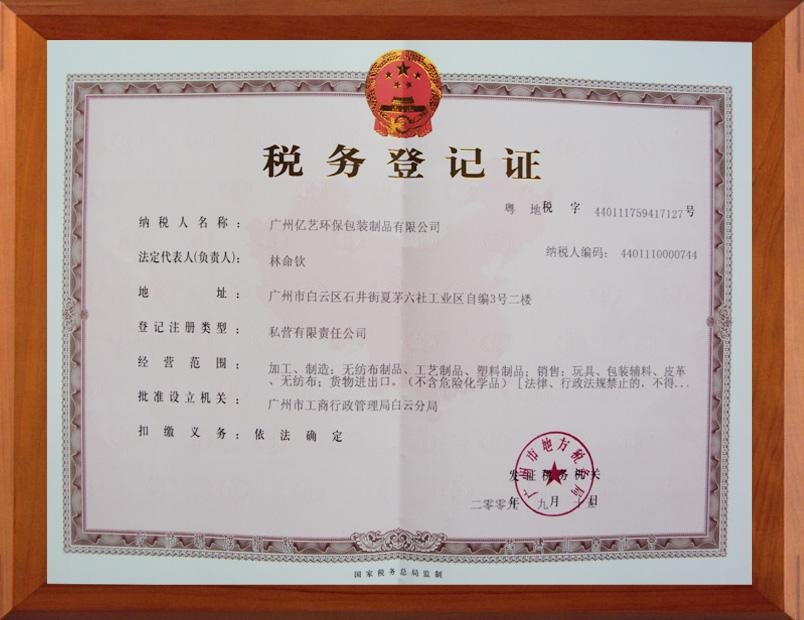 税务登记证
粤 地税 字 440111759417127号
纳税人名称： 广州亿艺环保包装制品有限公司
纳税人编码： 4401110000744
法定代表人(负责人)： 林命钦
地 址： 广州市白云区石井街夏茅六社工业区自编3号二楼
登记注册类型： 私营有限责任公司
经营范围： 加工、制造：无纺布制品、工艺制品、塑料制品；销售：玩具、包装辅料、皮革
、无纺布；货物进出口。（不含危险化学品）［法律、行政法规禁止的，不得...
批准设立机关： 广州市工商行政管理局白云分局
扣缴义务： 依法确定
广州市地方税务局
发证税务机关
年 九月 日
国家税务总局监制